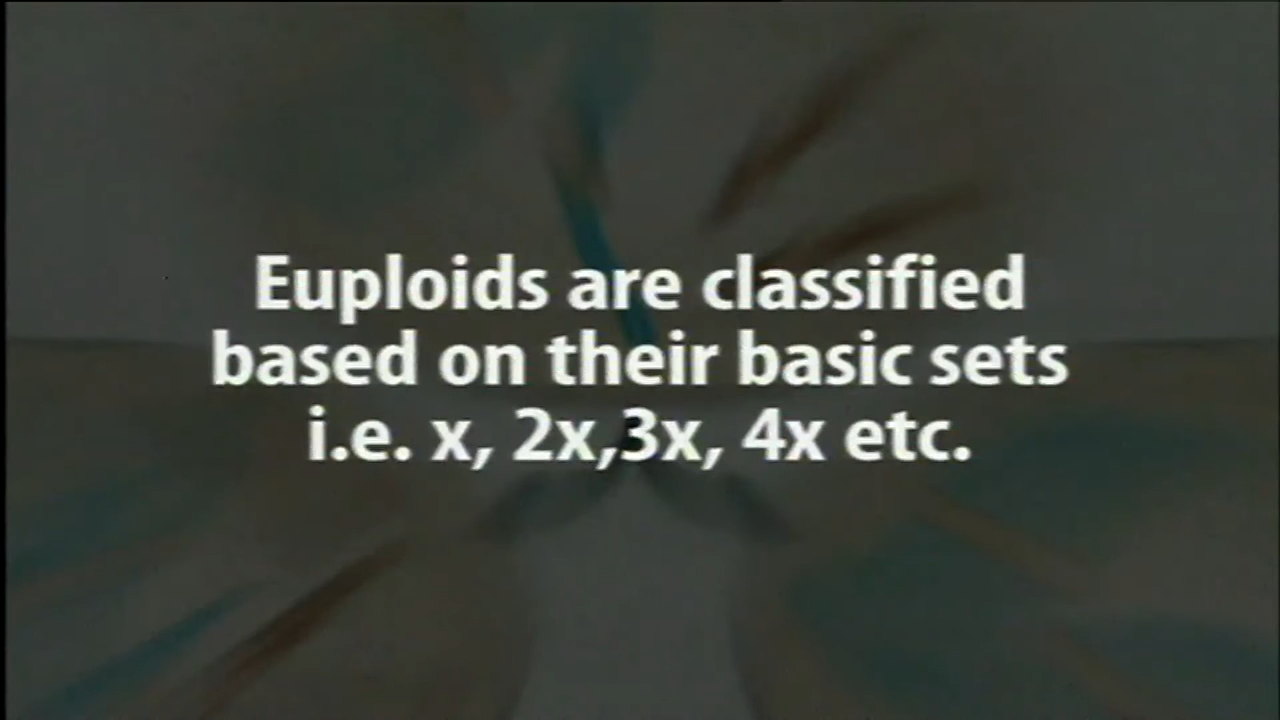 Euploids are classified
based on their basic sets
i.e. x, 2x,3x, 4x etc.